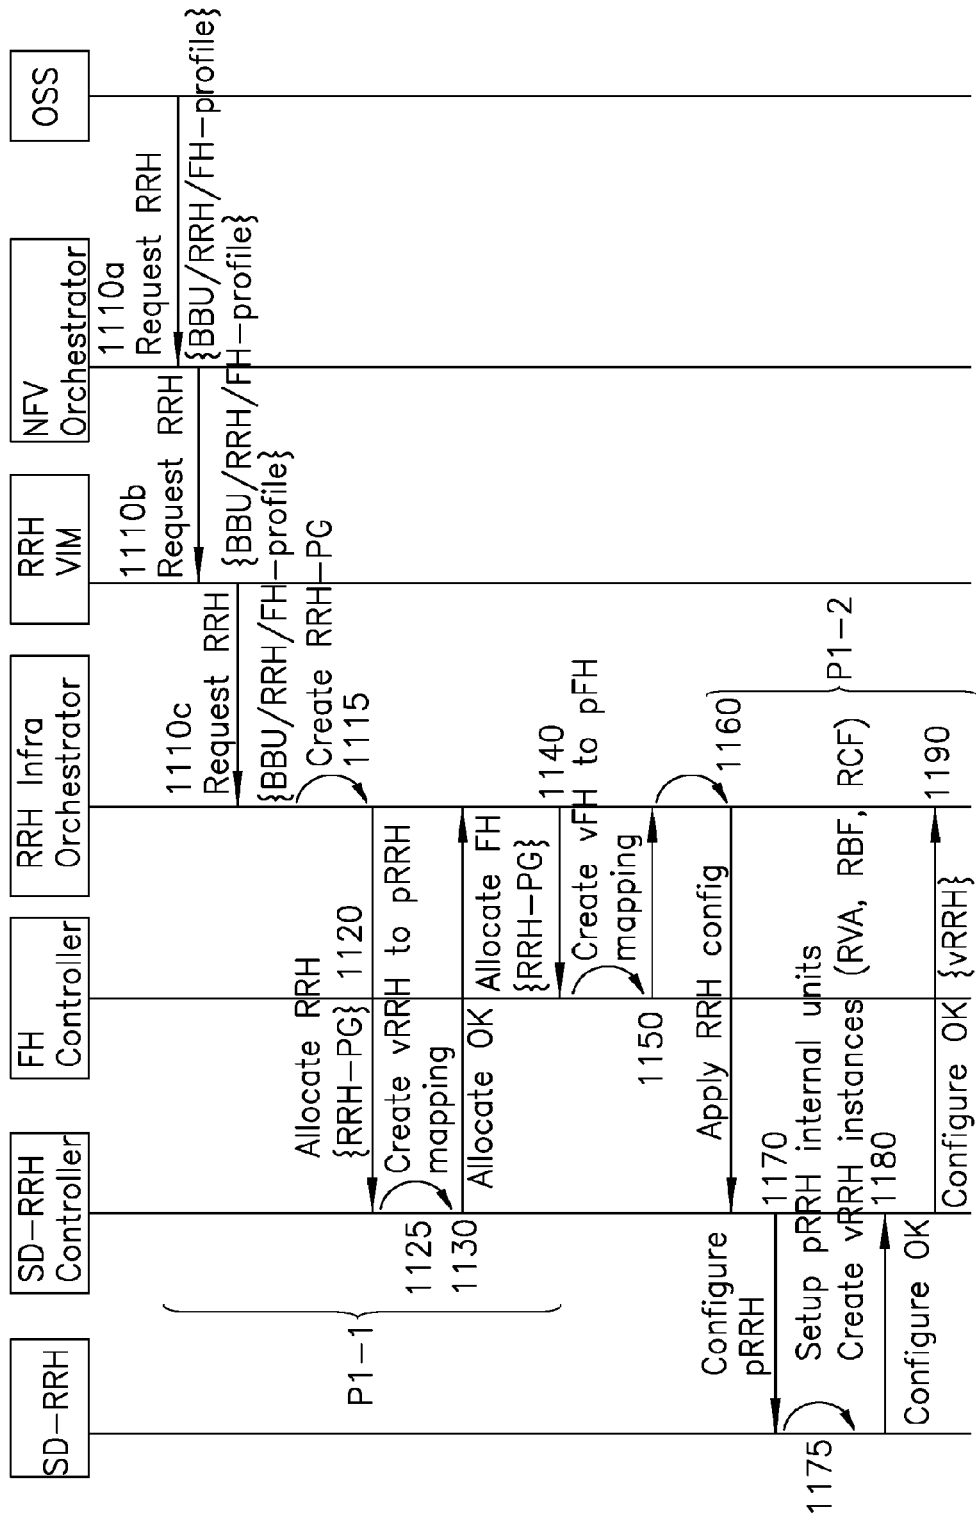 SD-RRH
SD-RRH
Controller
FH
Controller
RRH Infra
Orchestrator
RRH
VIM
NFV
Orchestrator
OSS
1110a
Request RRH
{BBU/RRH/FH-profile}
1110b
Request RRH
{BBU/RRH/FH-profile}
1110c
Request RRH
{BBU/RRH/FH-profile}
Create RRH-PG
1115
Allocate RRH
{RRH-PG} 1120
Create vRRH to pRRH
mapping
1125
1130
Allocate OK
P1-1
Allocate FH
{RRH-PG}
1140
Create vFH to pFH
mapping
1150
1160
Apply RRH config
P1-2
Configure
pRRH
1170
Setup pRRH internal units
Create vRRH instances (RVA, RBF, RCF)
1175
1180
Configure OK
1190
Configure OK {vRRH}